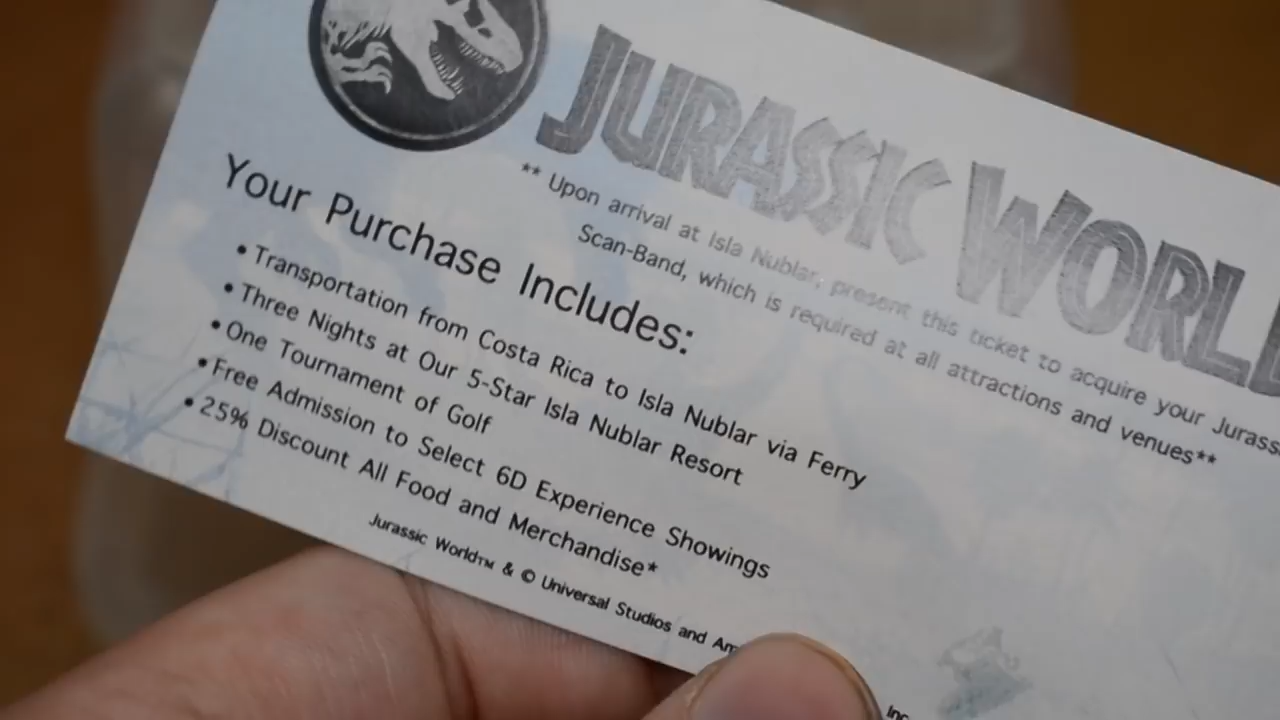 JURASSIC WORL
** Upon arrival at Isla Nublar, present this ticket to acquire your Jurass
Scan-Band, which is required at all attractions and venues**
Your Purchase Includes:
• Transportation from Costa Rica to Isla Nublar via Ferry
• Three Nights at Our 5-Star Isla Nublar Resort
• One Tournament of Golf
• Free Admission to Select 6D Experience Showings
• 25% Discount All Food and Merchandise*
Jurassic World™ & © Universal Studios and Am Inc